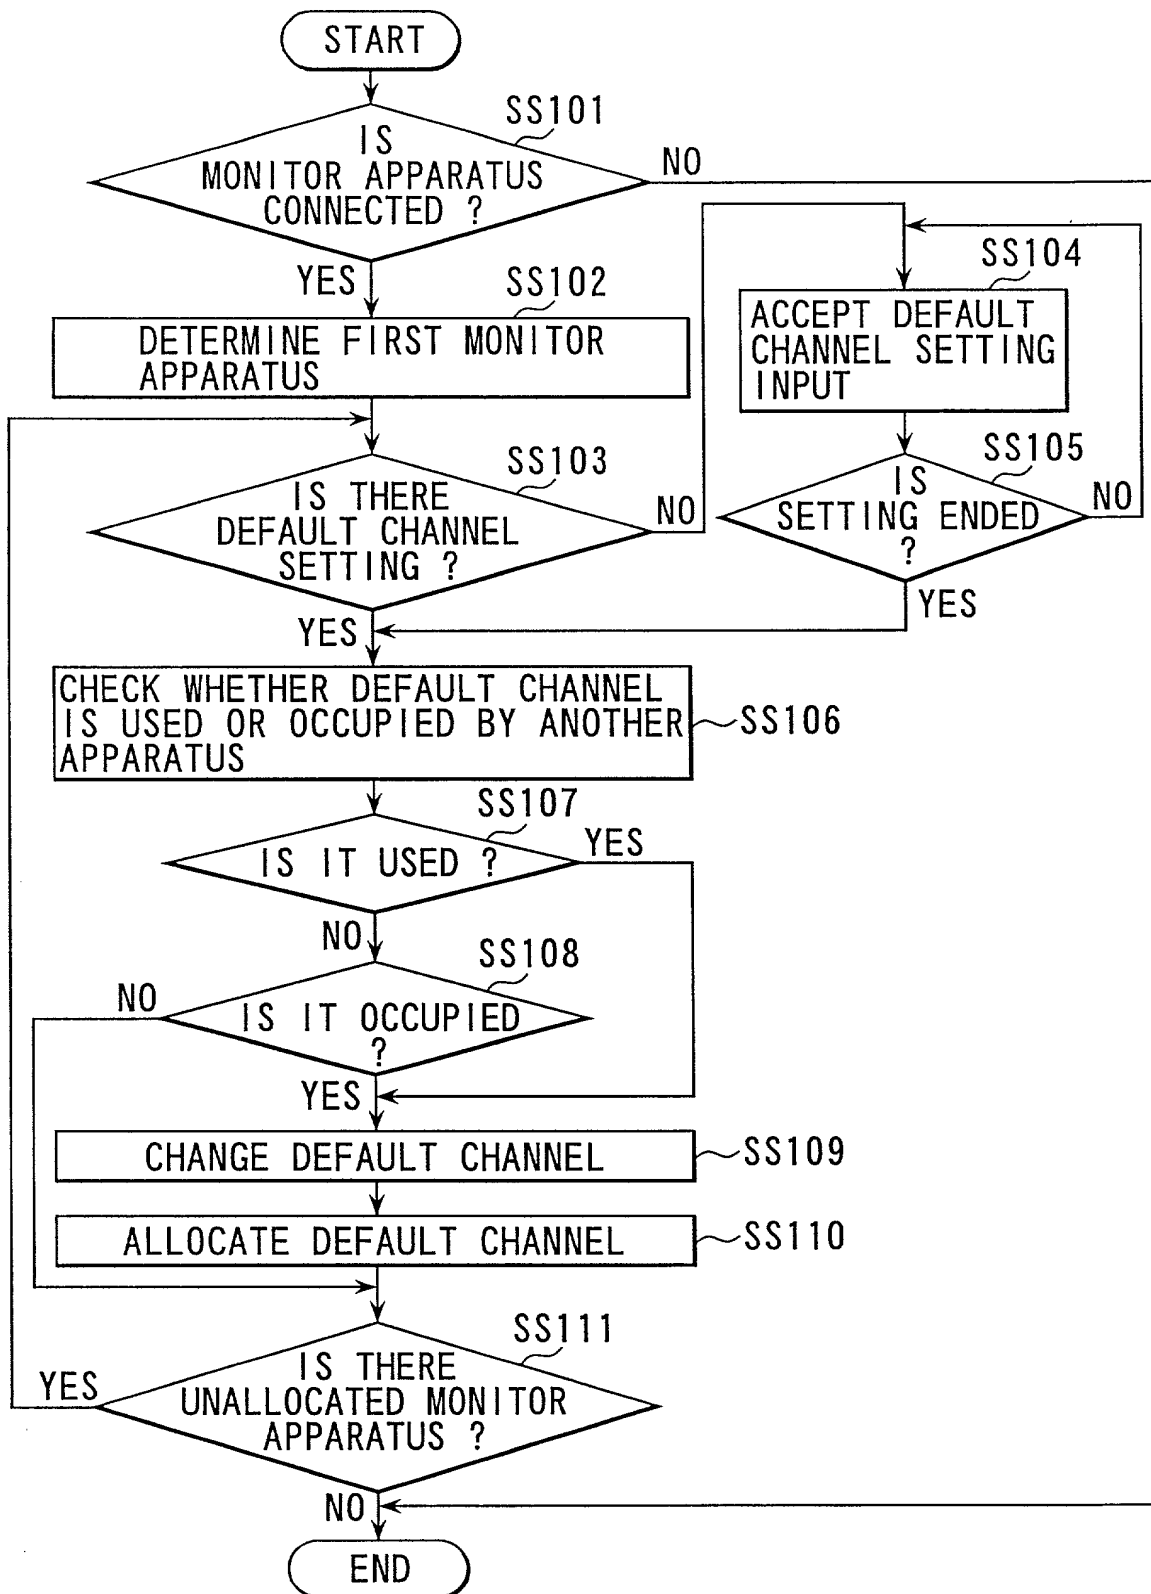 START
SS101
IS
MONITOR APPARATUS
CONNECTED ?
NO
YES
SS102
DETERMINE FIRST MONITOR
APPARATUS
SS104
ACCEPT DEFAULT
CHANNEL SETTING
INPUT
SS103
IS THERE
DEFAULT CHANNEL
SETTING ?
NO
SS105
IS
SETTING ENDED
?
NO
YES
YES
CHECK WHETHER DEFAULT CHANNEL
IS USED OR OCCUPIED BY ANOTHER
APPARATUS
SS106
SS107
IS IT USED ?
YES
NO
SS108
NO
IS IT OCCUPIED
?
YES
CHANGE DEFAULT CHANNEL
SS109
ALLOCATE DEFAULT CHANNEL
SS110
SS111
IS THERE
UNALLOCATED MONITOR
APPARATUS ?
YES
NO
END